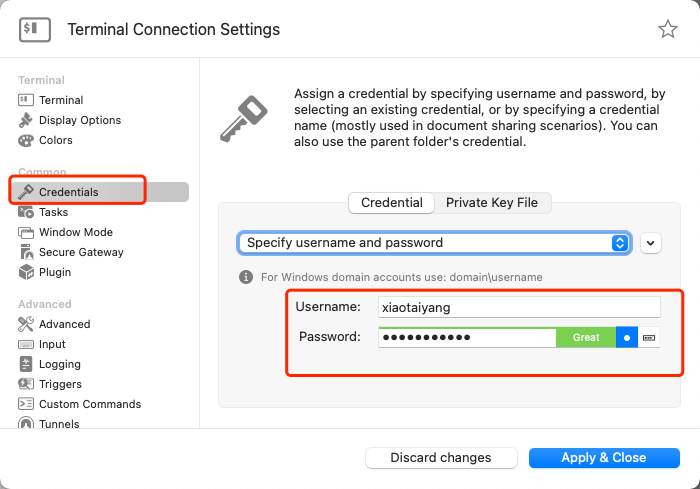 Terminal Connection Settings
Terminal
Terminal
Display Options
Colors
Common
Credentials
Tasks
Window Mode
Secure Gateway
Plugin
Advanced
Advanced
Input
Logging
Triggers
Custom Commands
Tunnels
Assign a credential by specifying username and password, by
selecting an existing credential, or by specifying a credential
name (mostly used in document sharing scenarios). You can
also use the parent folder's credential.
Credential
Private Key File
Specify username and password
For Windows domain accounts use: domain\username
Username: xiaotaiyang
Password: ●●●●●●●●●●● Great
Discard changes
Apply & Close